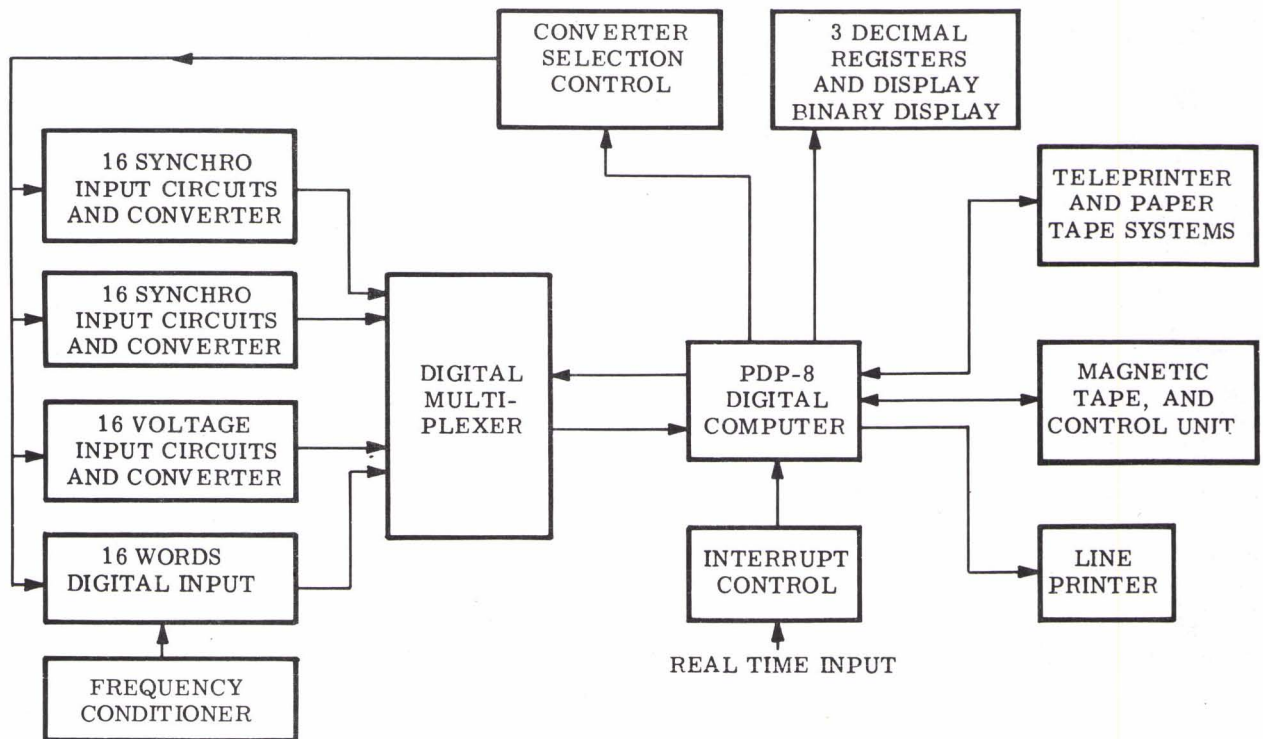 CONVERTER
SELECTION
CONTROL
3 DECIMAL
REGISTERS
AND DISPLAY
BINARY DISPLAY
16 SYNCHRO
INPUT CIRCUITS
AND CONVERTER
TELEPRINTER
AND PAPER
TAPE SYSTEMS
16 SYNCHRO
INPUT CIRCUITS
AND CONVERTER
DIGITAL
MULTI-
PLEXER
PDP-8
DIGITAL
COMPUTER
MAGNETIC
TAPE, AND
CONTROL UNIT
16 VOLTAGE
INPUT CIRCUITS
AND CONVERTER
16 WORDS
DIGITAL INPUT
INTERRUPT
CONTROL
LINE
PRINTER
REAL TIME INPUT
FREQUENCY
CONDITIONER